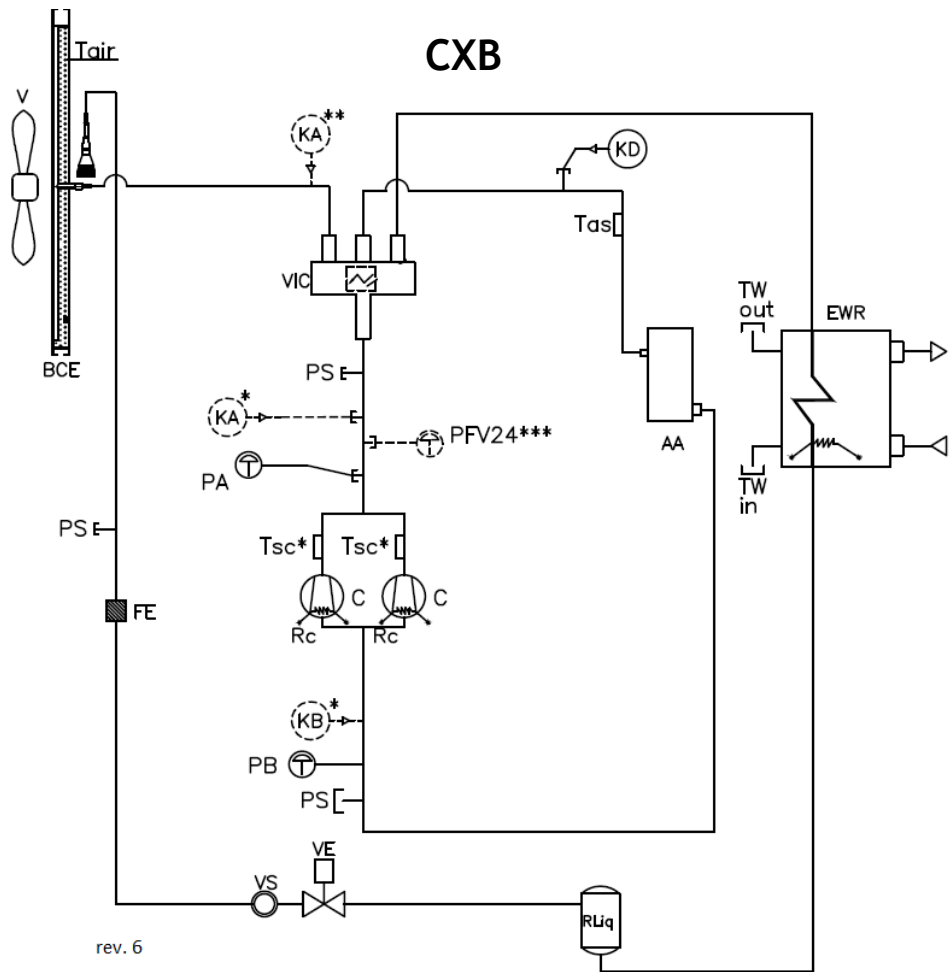 CXB
Tair
V
KA**
KD
Tas
VIC
TW
out
EWR
BCE
PS
KA*
PFV24***
AA
PA
TW
in
PS
Tsc*
Tsc*
C
C
FE
Rc
Rc
KB*
PB
PS
VE
VS
RLiq
rev. 6